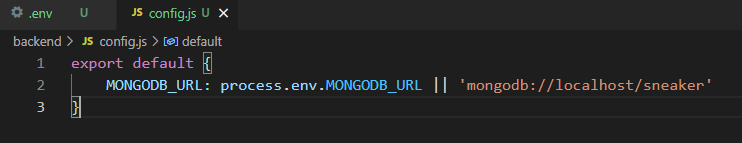 .env U JS config.js U ×
backend > JS config.js > default
1 export default {
2 MONGODB_URL: process.env.MONGODB_URL || 'mongodb://localhost/sneaker'
3 }